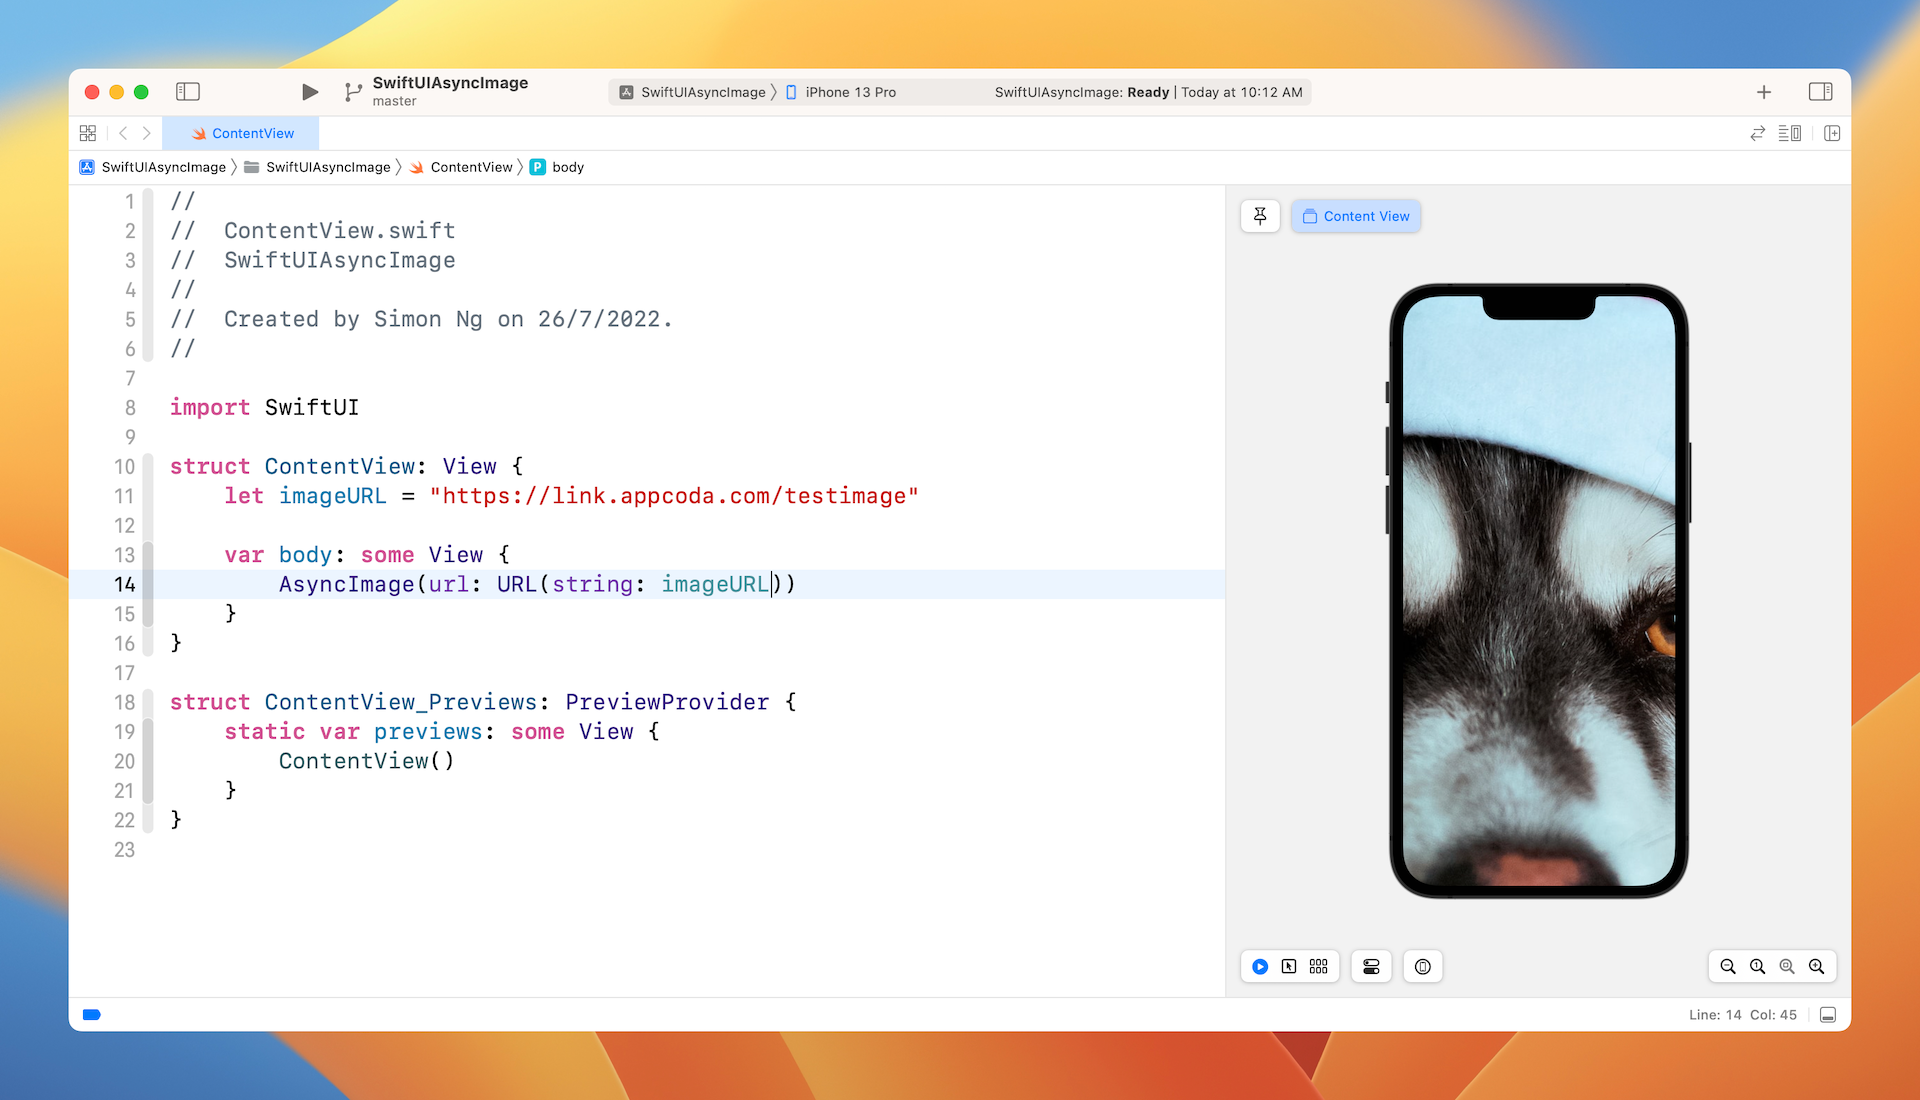 SwiftUIAsyncImage
master
SwiftUIAsyncImage 〉 iPhone 13 Pro
SwiftUIAsyncImage: Ready | Today at 10:12 AM
ContentView
SwiftUIAsyncImage 〉 SwiftUIAsyncImage 〉 ContentView 〉 P body
1 //
2 //  ContentView.swift
3 //  SwiftUIAsyncImage
4 //
5 //  Created by Simon Ng on 26/7/2022.
6 //
7
8 import SwiftUI
9
10 struct ContentView: View {
11     let imageURL = "https://link.appcoda.com/testimage"
12
13     var body: some View {
14         AsyncImage(url: URL(string: imageURL))
15     }
16 }
17
18 struct ContentView_Previews: PreviewProvider {
19     static var previews: some View {
20         ContentView()
21     }
22 }
23
Content View
Line: 14 Col: 45